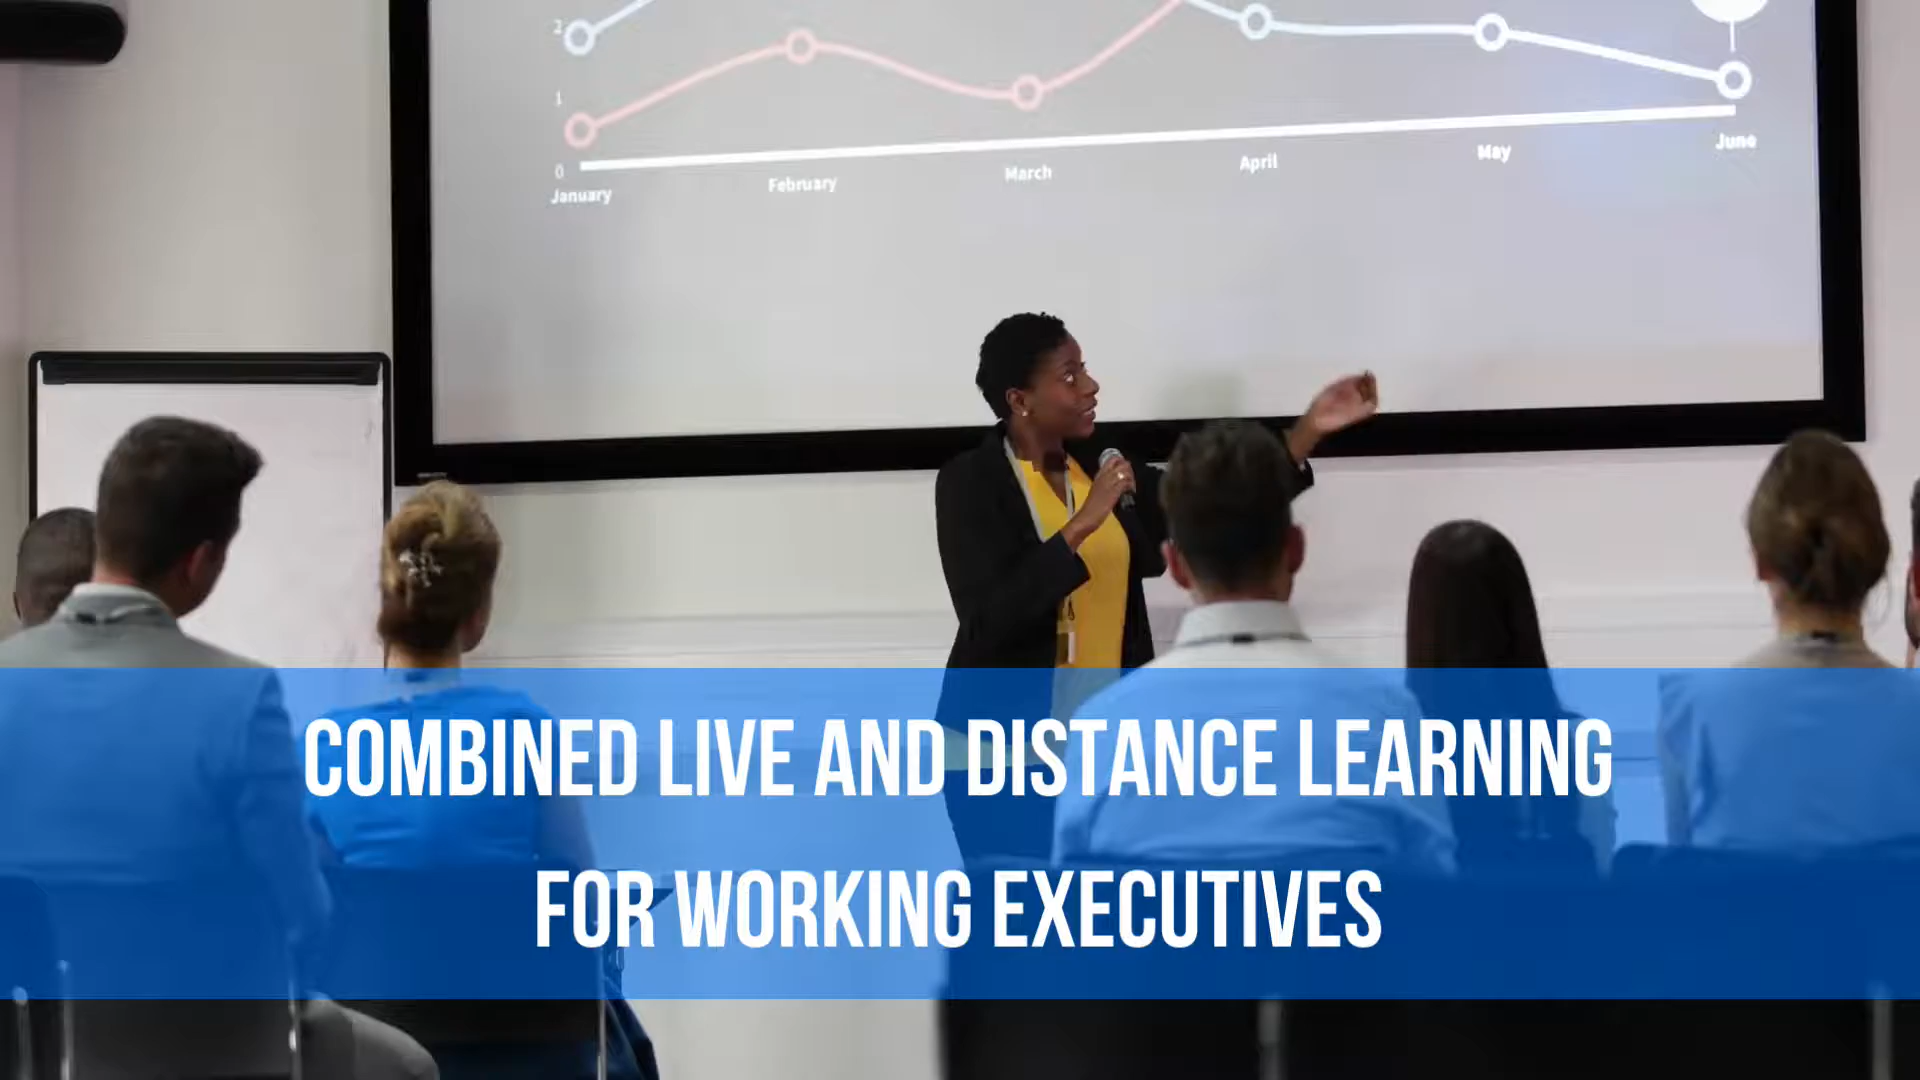 2
1
0
January February March April May June
COMBINED LIVE AND DISTANCE LEARNING
FOR WORKING EXECUTIVES